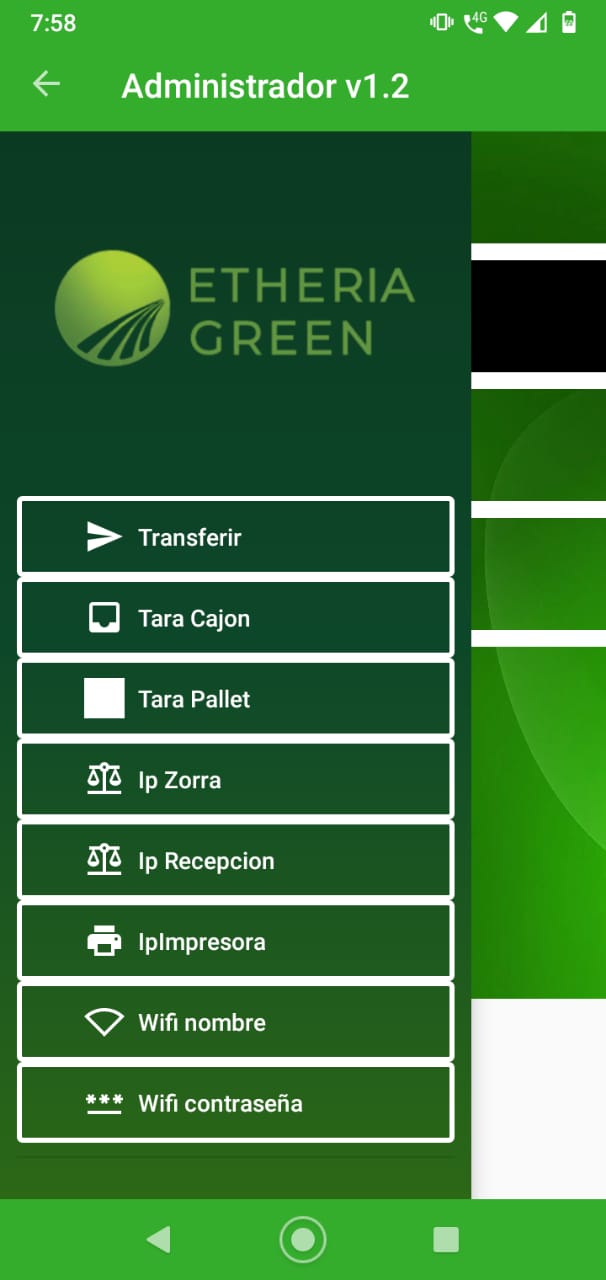 7:58
4G
Administrador v1.2
ETHERIA
GREEN
Transferir
Tara Cajon
Tara Pallet
Ip Zorra
Ip Recepcion
IpImpresora
Wifi nombre
*** Wifi contraseña